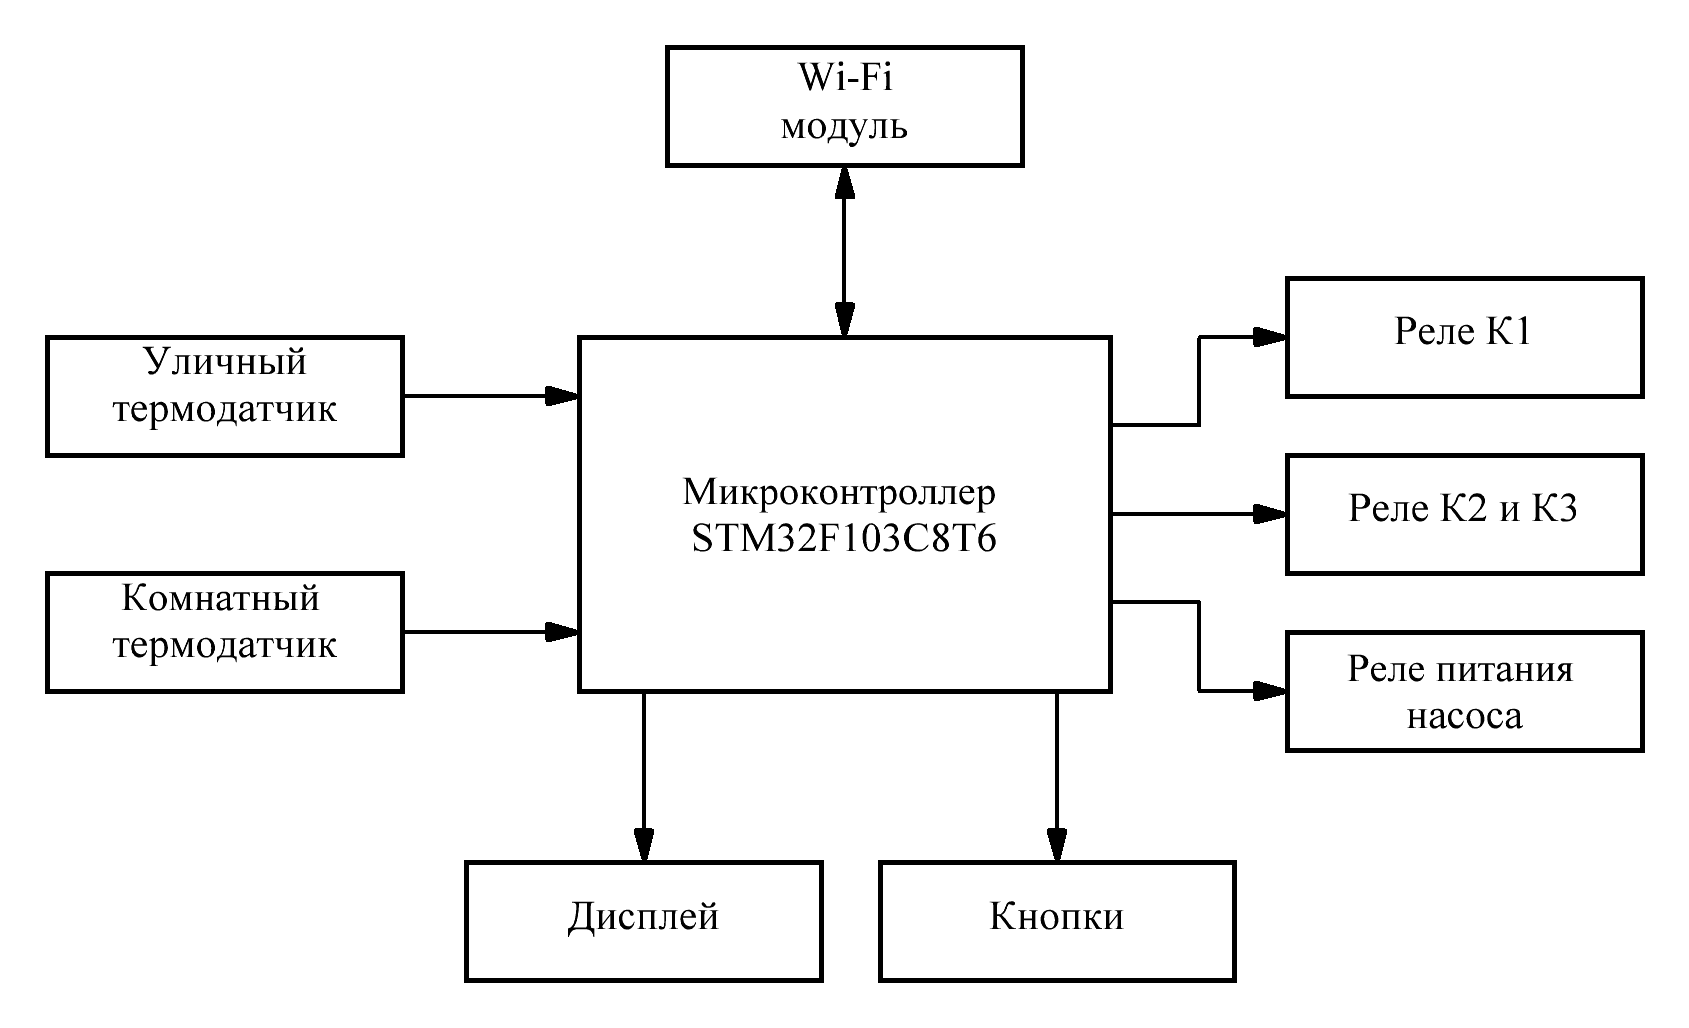 Wi-Fi
модуль
Реле К1
Уличный
термодатчик
Микроконтроллер
STM32F103C8T6
Реле К2 и К3
Комнатный
термодатчик
Реле питания
насоса
Дисплей
Кнопки